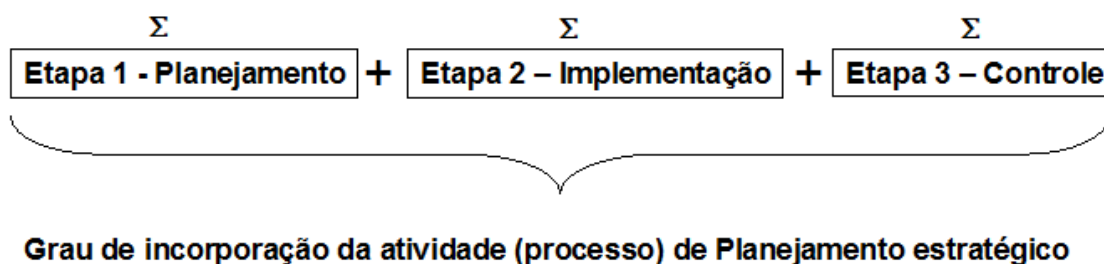 Σ Σ Σ
Etapa 1 - Planejamento + Etapa 2 – Implementação + Etapa 3 – Controle
Grau de incorporação da atividade (processo) de Planejamento estratégico